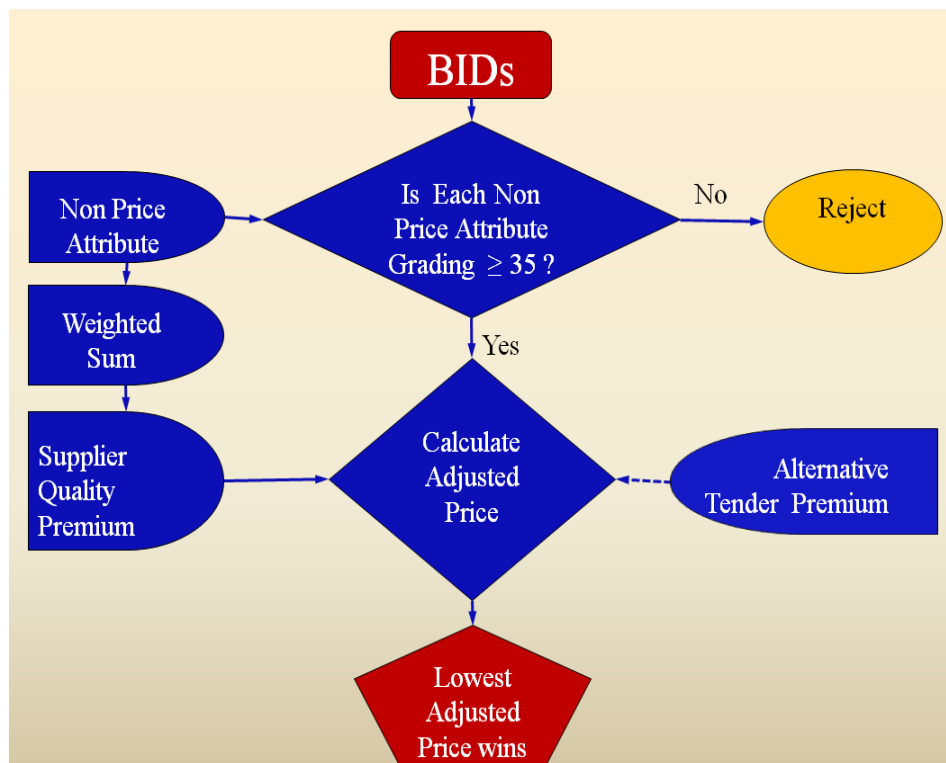 BIDs
Is Each Non
Price Attribute
Grading ≥ 35 ?
No
Reject
Non Price
Attribute
Weighted
Sum
Yes
Supplier
Quality
Premium
Calculate
Adjusted
Price
Alternative
Tender Premium
Lowest
Adjusted
Price wins